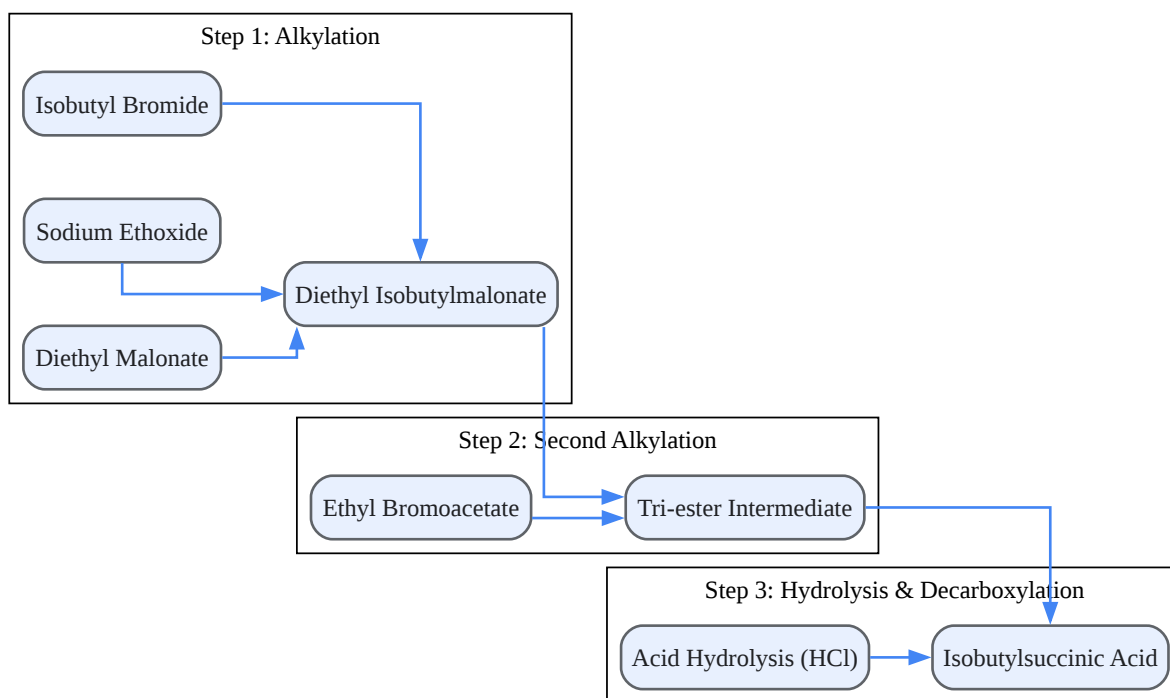 Step 1: Alkylation
Isobutyl Bromide
Sodium Ethoxide
Diethyl Isobutylmalonate
Diethyl Malonate
Step 2: Second Alkylation
Ethyl Bromoacetate
Tri-ester Intermediate
Step 3: Hydrolysis & Decarboxylation
Acid Hydrolysis (HCl)
Isobutylsuccinic Acid